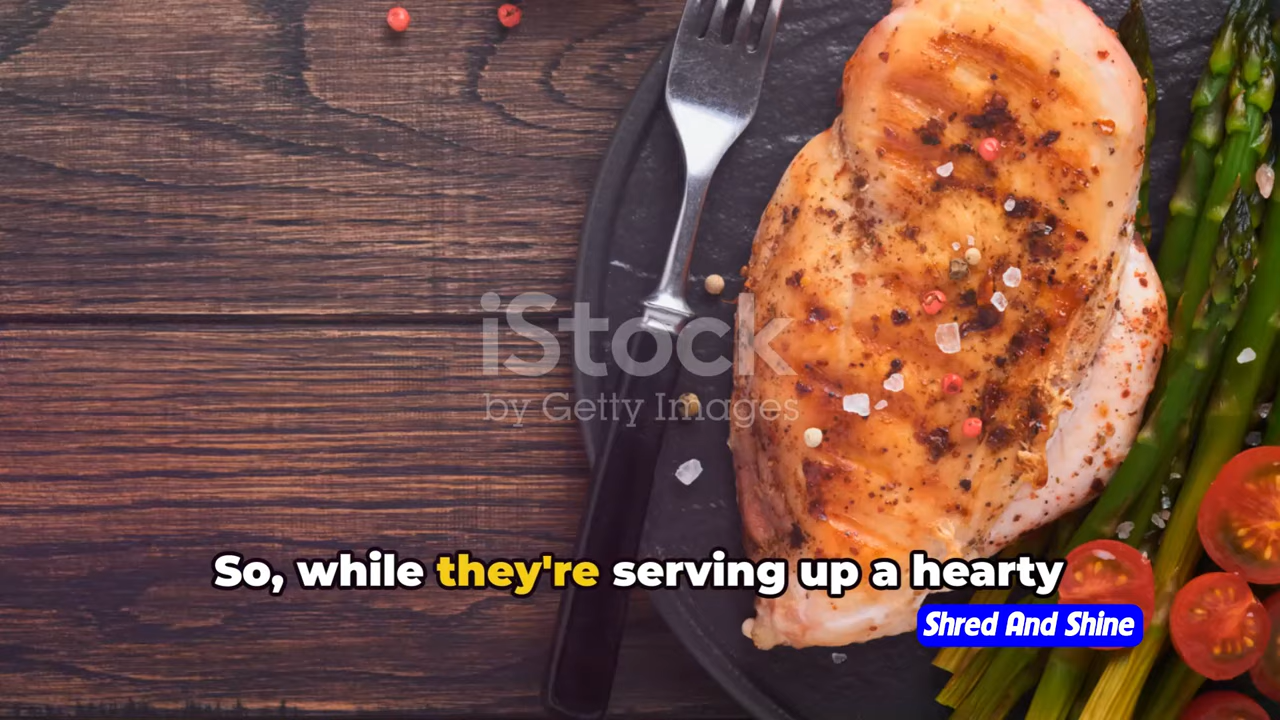 iStock
by Getty Images
So, while they're serving up a hearty
Shred And Shine